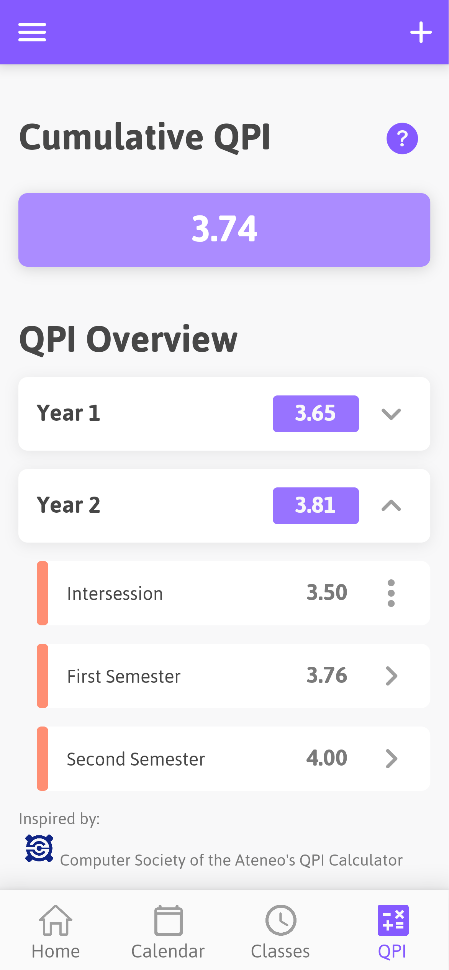 Cumulative QPI
?
3.74
QPI Overview
Year 1 3.65
Year 2 3.81
Intersession 3.50
First Semester 3.76
Second Semester 4.00
Inspired by:
Computer Society of the Ateneo's QPI Calculator
Home Calendar Classes QPI